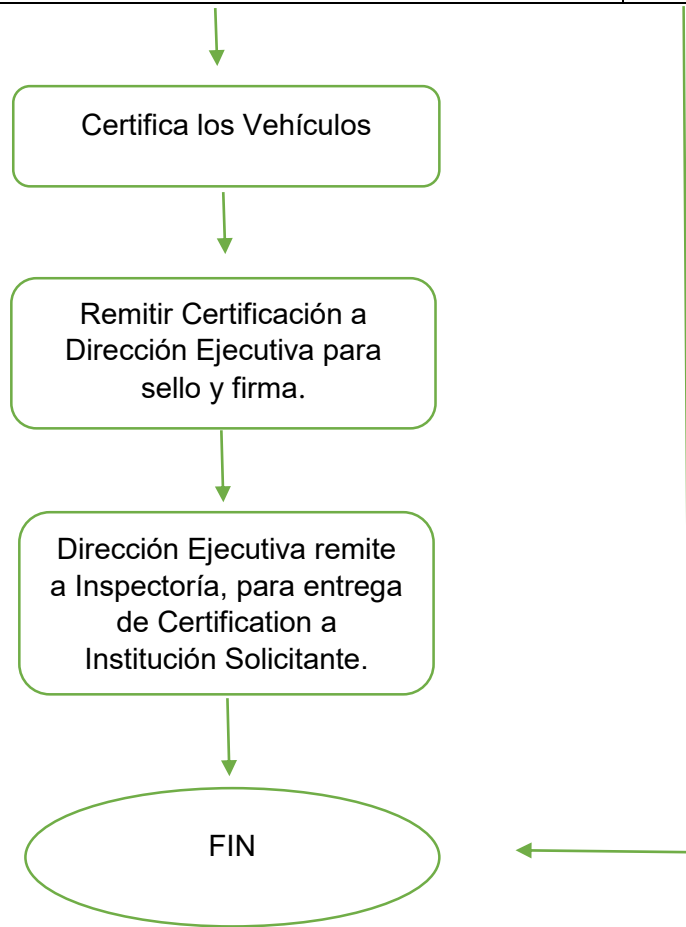 Certifica los Vehículos
Remitir Certificación a
Dirección Ejecutiva para
sello y firma.
Dirección Ejecutiva remite
a Inspectoría, para entrega
de Certification a
Institución Solicitante.
FIN